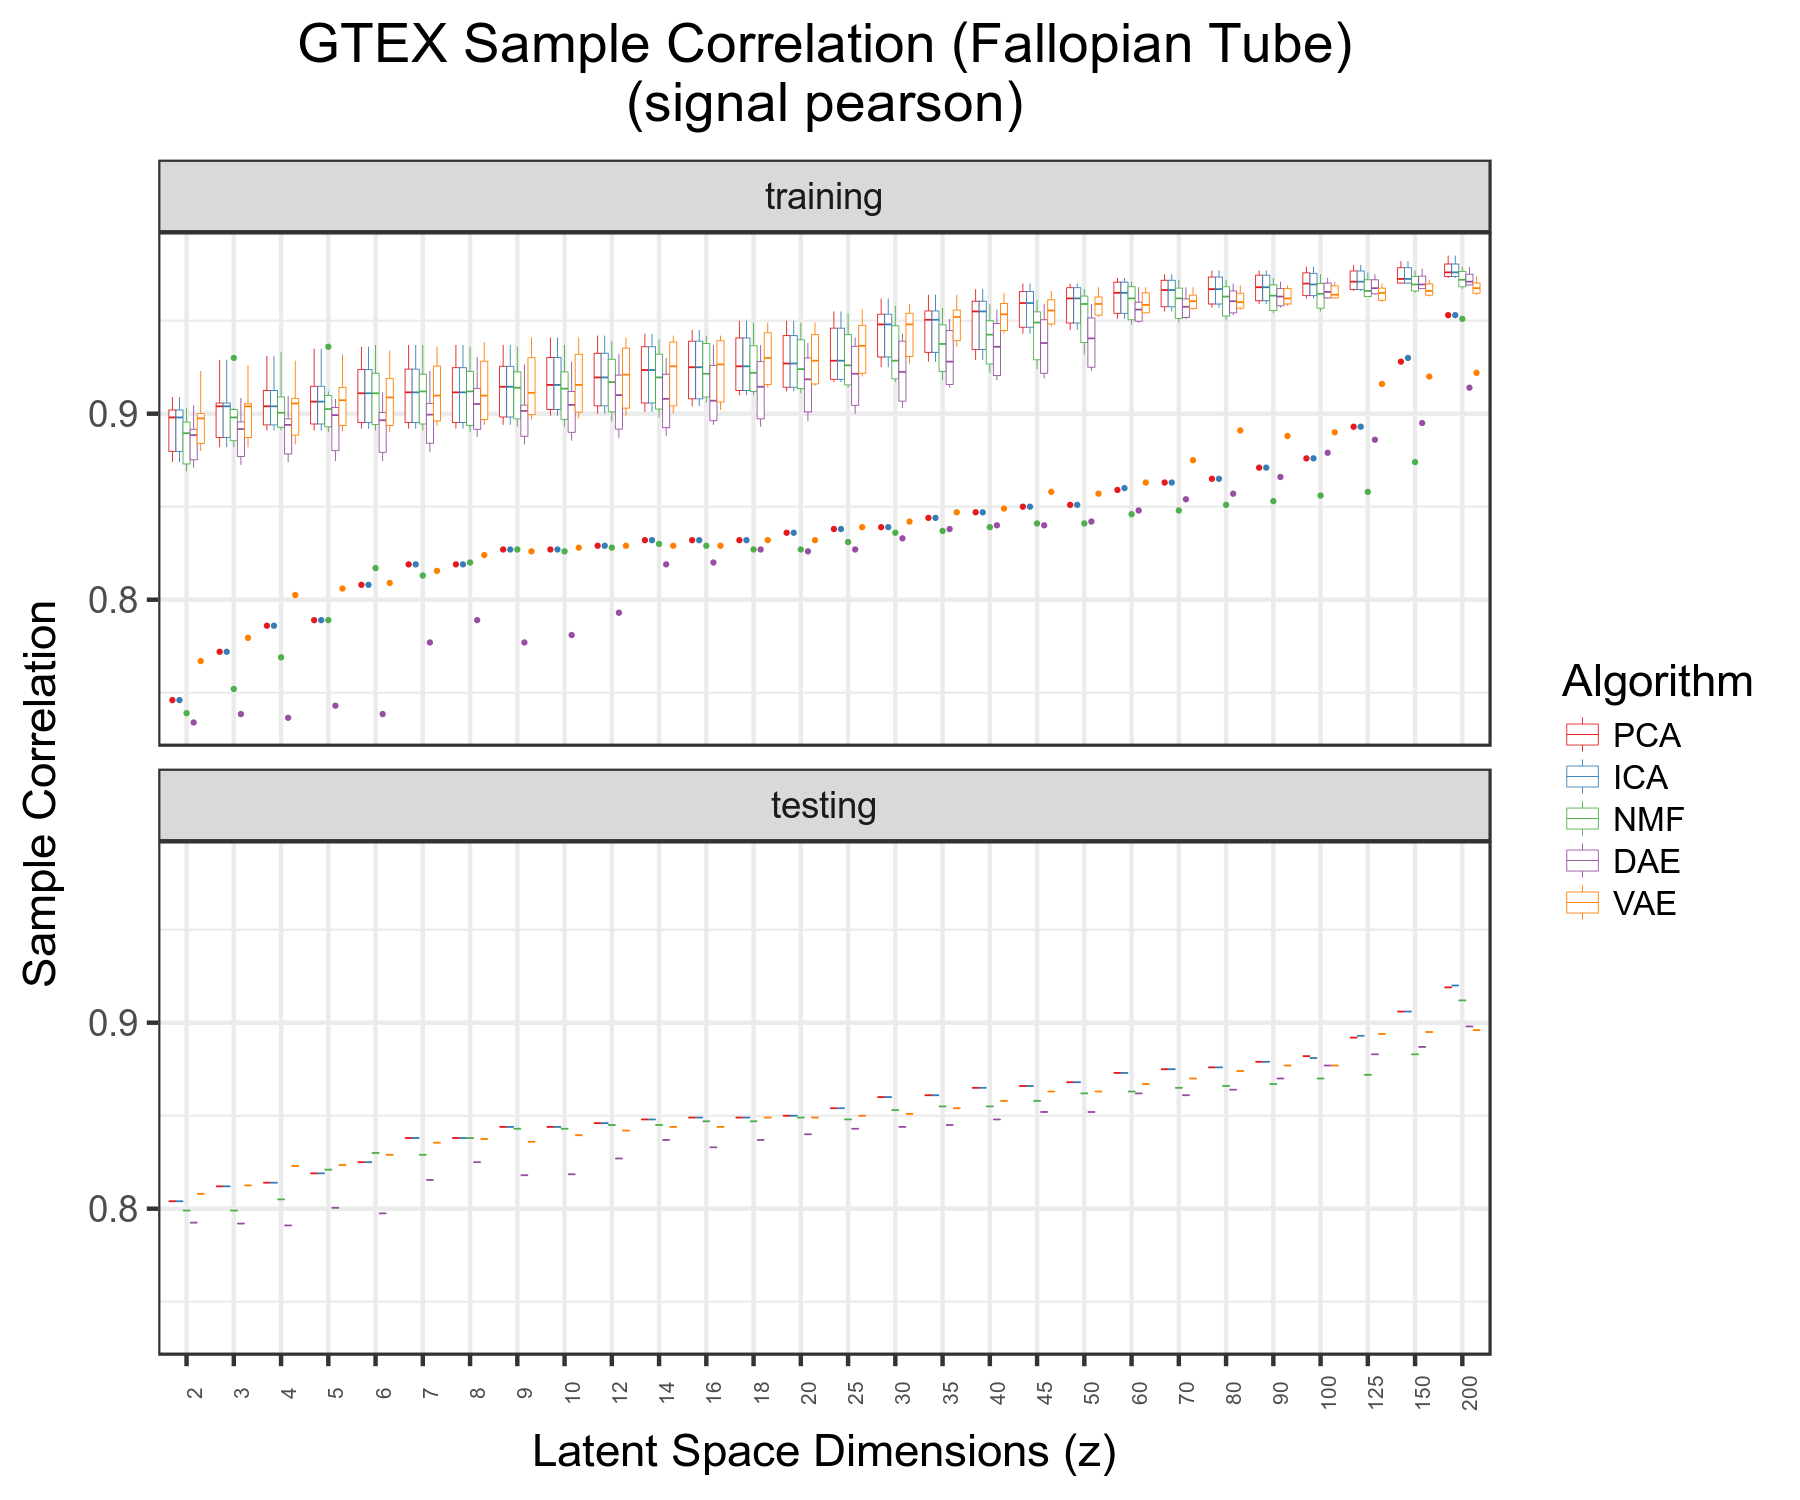 GTEX Sample Correlation (Fallopian Tube)
(signal pearson)
training
0.9
0.8
testing
0.9
0.8
Sample Correlation
2 3 4 5 6 7 8 9 10 12 14 16 18 20 25 30 35 40 45 50 60 70 80 90 100 125 150 200
Latent Space Dimensions (z)
Algorithm
PCA
ICA
NMF
DAE
VAE